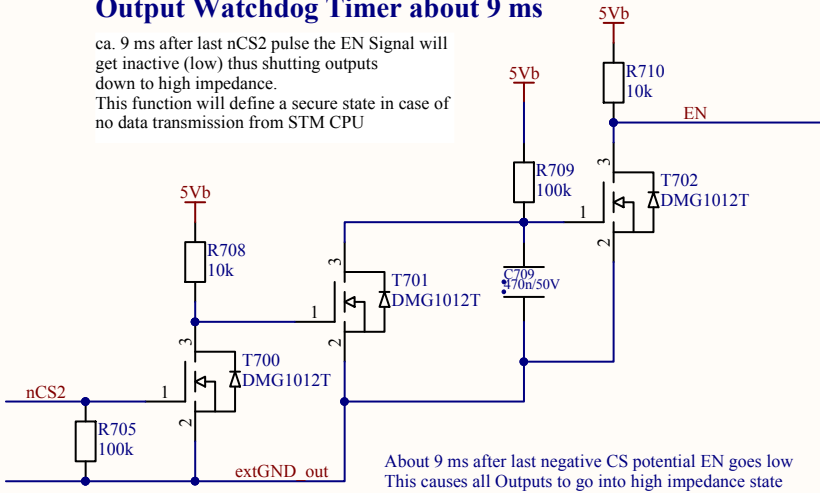 Output Watchdog Timer about 9 ms
ca. 9 ms after last nCS2 pulse the EN Signal will
get inactive (low) thus shutting outputs
down to high impedance.
This function will define a secure state in case of
no data transmission from STM CPU
5Vb
R710
10k
EN
5Vb
R709
100k
3
1
2
T702
DMG1012T
5Vb
R708
10k
3
1
2
T701
DMG1012T
C709
470n/50V
3
1
2
T700
DMG1012T
nCS2
R705
100k
extGND_out
About 9 ms after last negative CS potential EN goes low
This causes all Outputs to go into high impedance state